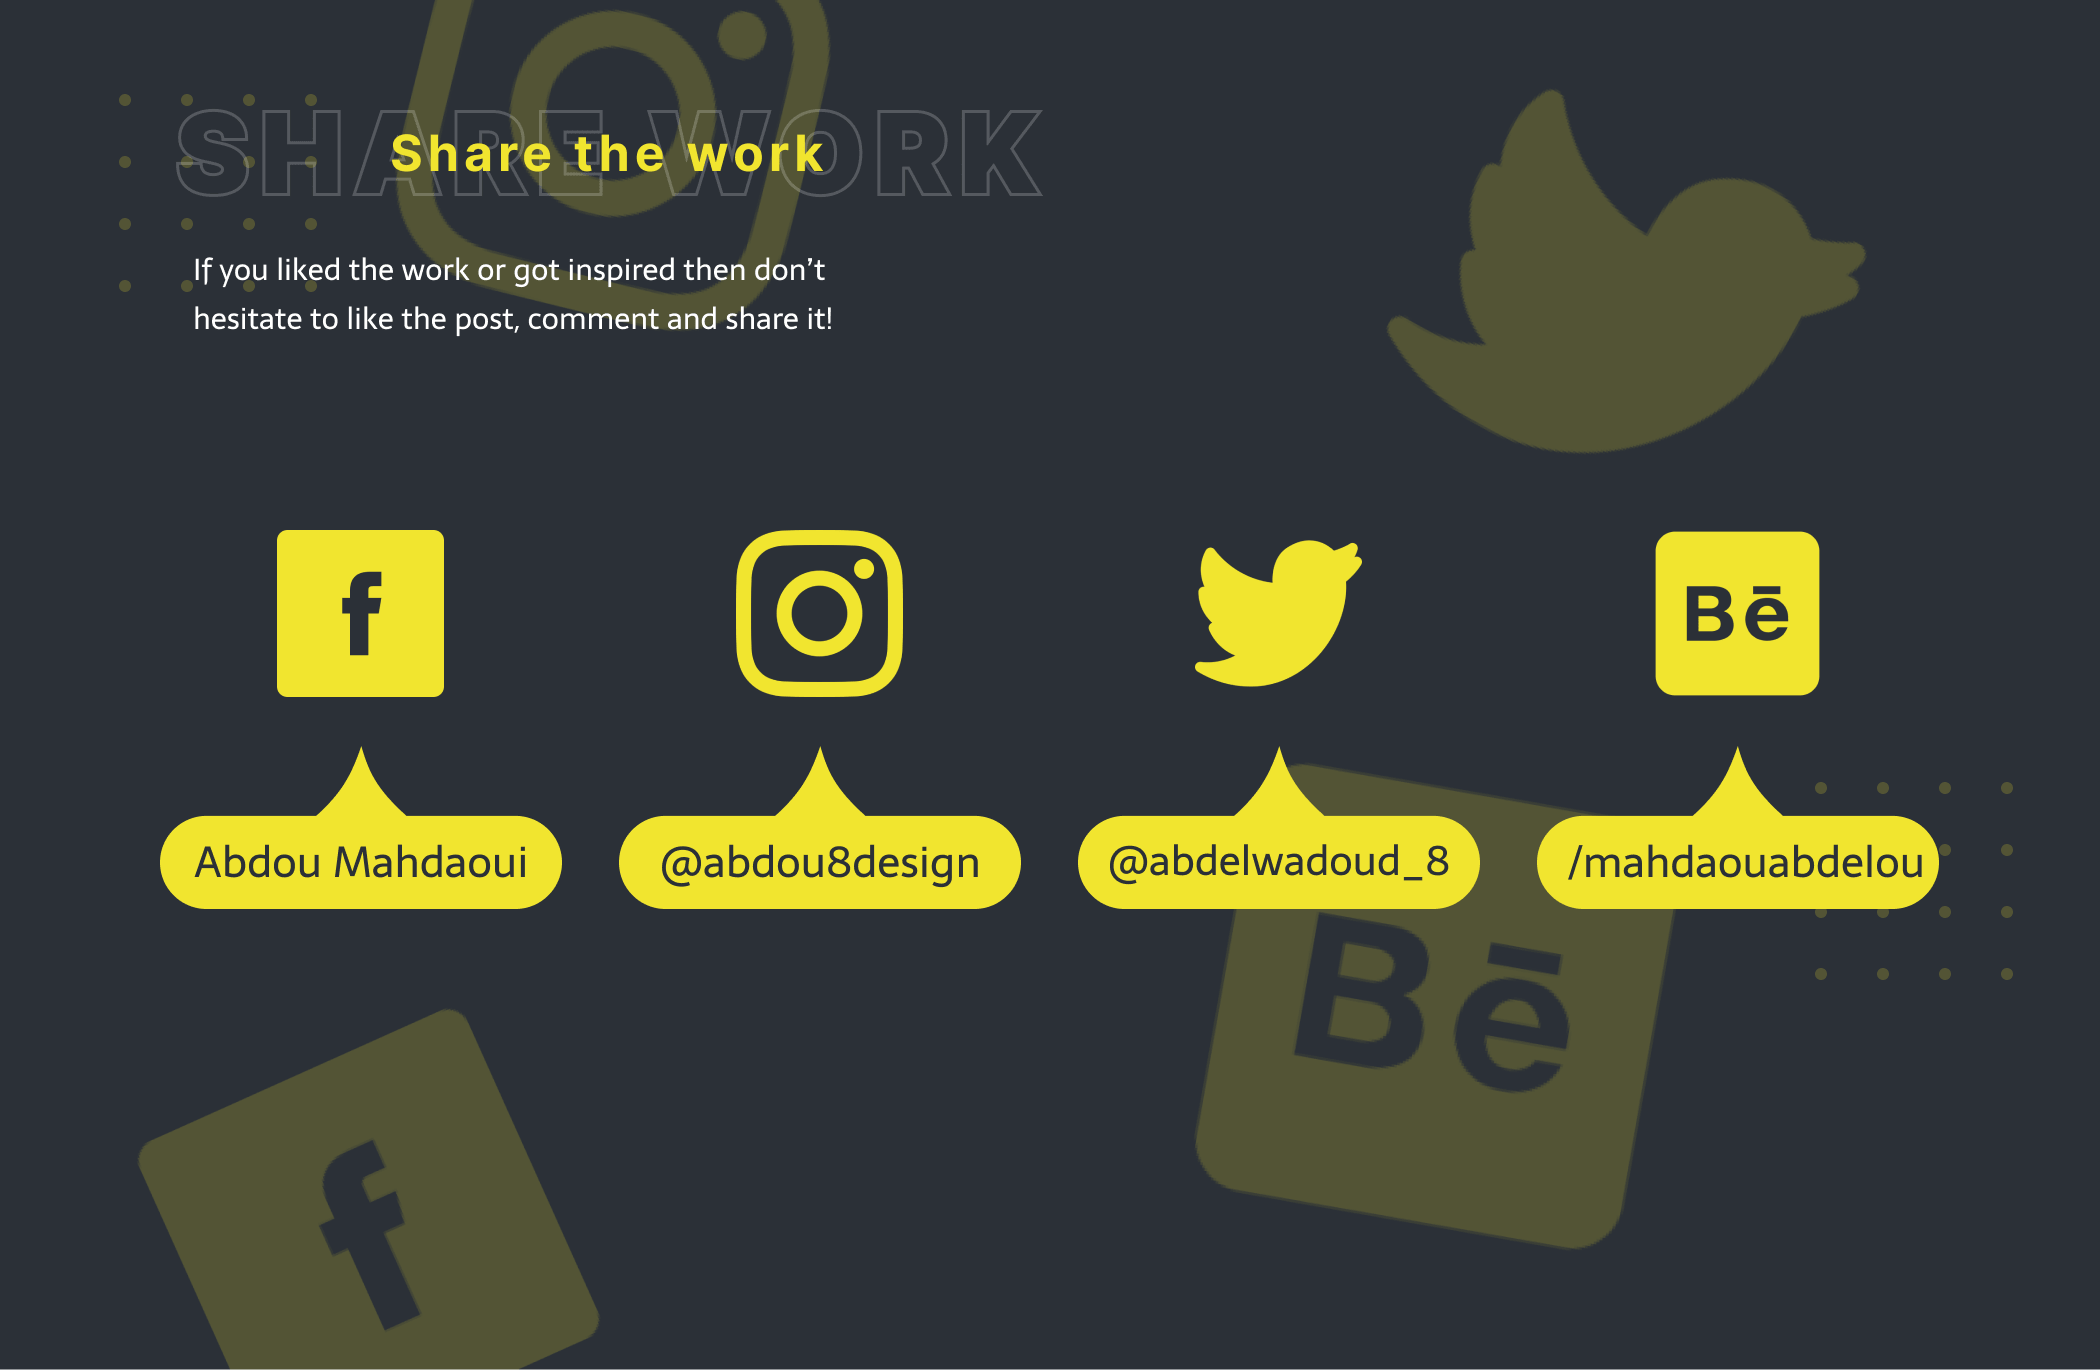 SHARE WORK
Share the work
If you liked the work or got inspired then don’t
hesitate to like the post, comment and share it!
f
Bē
Abdou Mahdaoui
@abdou8design
@abdelwadoud_8
/mahdaouabdelou
Bē
f